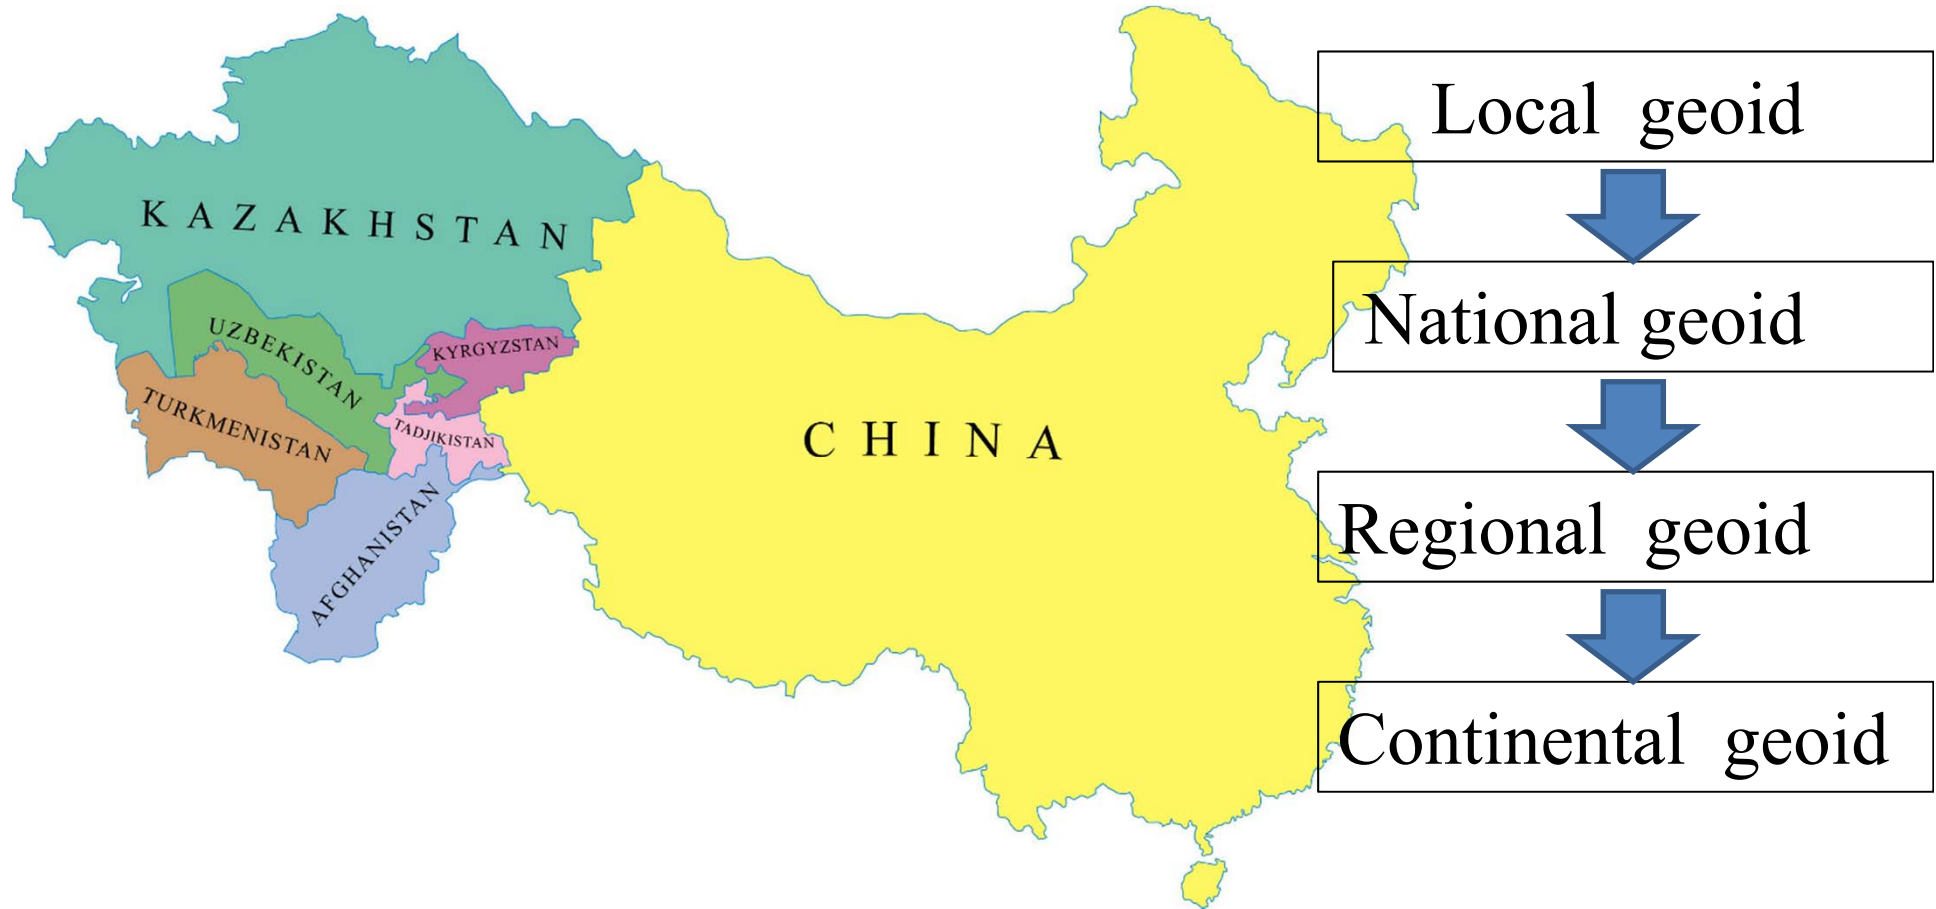 KAZAKHSTAN
UZBEKISTAN
KYRGYZSTAN
TURKMENISTAN
TADJIKISTAN
AFGHANISTAN
CHINA
Local geoid
National geoid
Regional geoid
Continental geoid